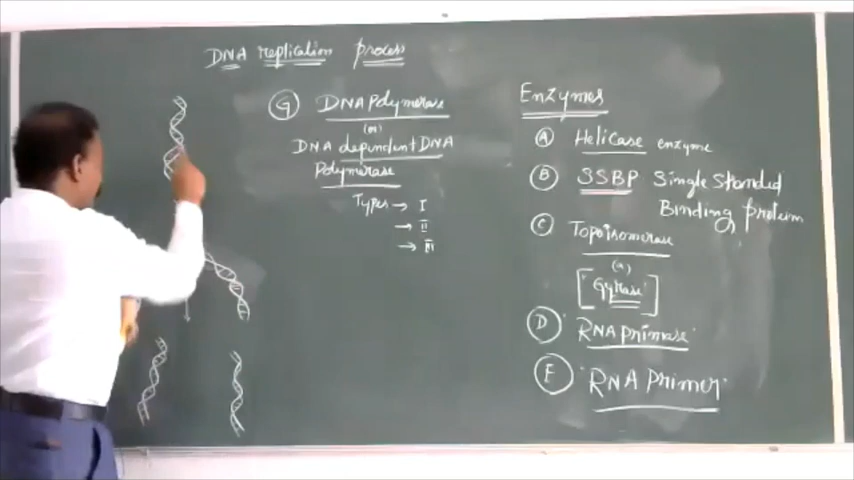 DNA replication process
G DNA Polymerase
(or)
DNA dependent DNA
Polymerase
Types → I
→ II
→ III
Enzymes
A Helicase enzyme
B SSBP Single Stranded
Binding protein
C Topoisomerase
(or)
["Gyrase"]
D "RNA primase"
E "RNA Primer"